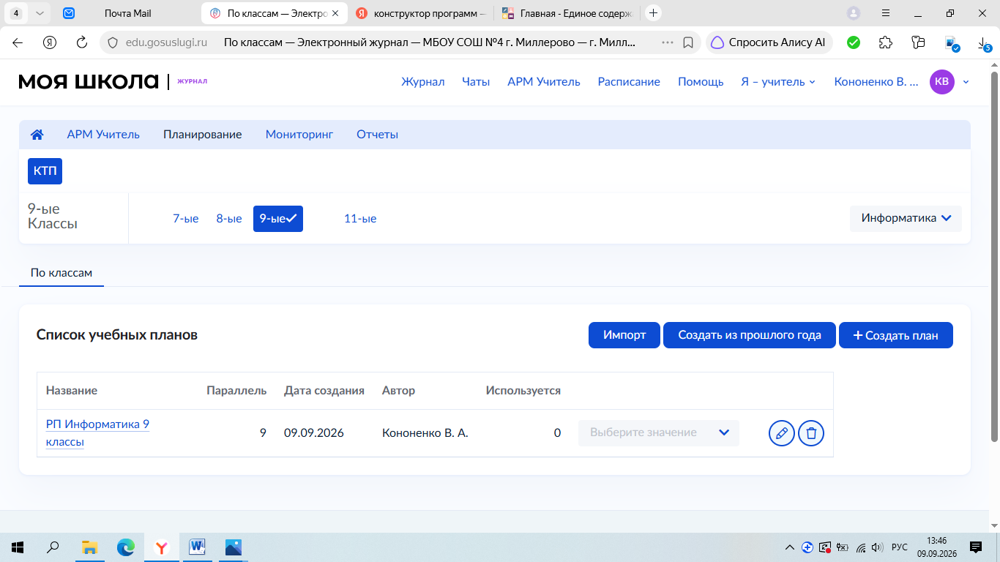 4
Почта Mail
По классам — Электро
конструктор программ —
Главная - Единое содерж
edu.gosuslugi.ru
По классам — Электронный журнал — МБОУ СОШ №4 г. Миллерово — г. Милл...
Спросить Алису AI
5
МОЯ ШКОЛА
ЖУРНАЛ
Журнал
Чаты
АРМ Учитель
Расписание
Помощь
Я – учитель
Кононенко В. ...
КВ
АРМ Учитель
Планирование
Мониторинг
Отчеты
КТП
9-ые
Классы
7-ые
8-ые
9-ые
11-ые
Информатика
По классам
Список учебных планов
Импорт
Создать из прошлого года
Создать план
Название
Параллель
Дата создания
Автор
Используется
РП Информатика 9
классы
9
09.09.2026
Кононенко В. А.
0
Выберите значение
РУС
13:46
09.09.2026